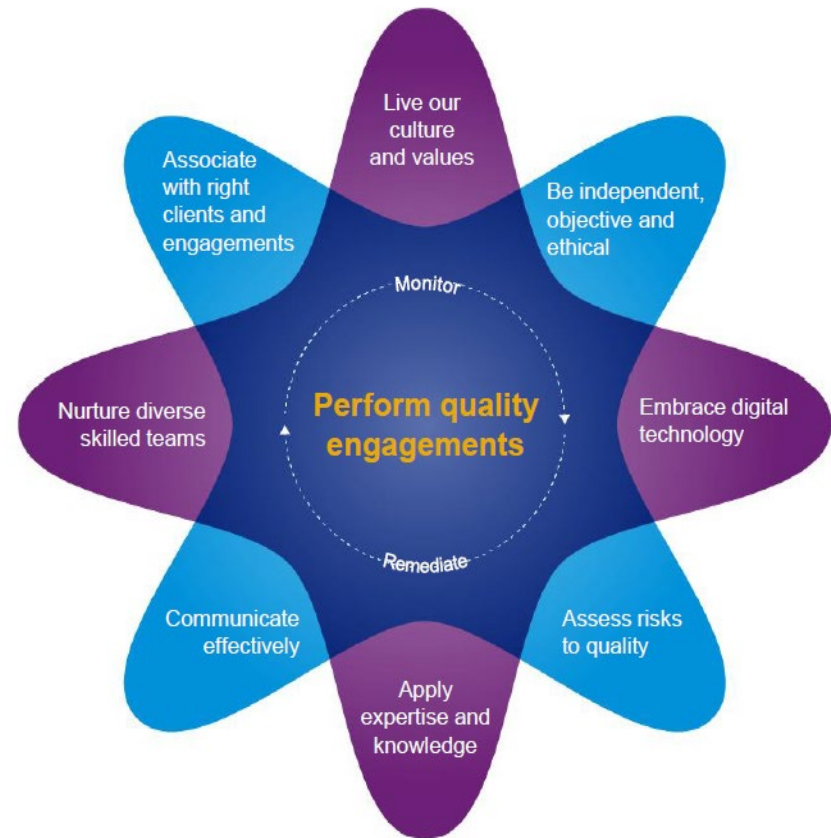 Live our
culture
and values
Be independent,
objective and
ethical
Embrace digital
technology
Assess risks
to quality
Apply
expertise and
knowledge
Communicate
effectively
Nurture diverse
skilled teams
Associate
with right
clients and
engagements
Monitor
Perform quality
engagements
Remediate